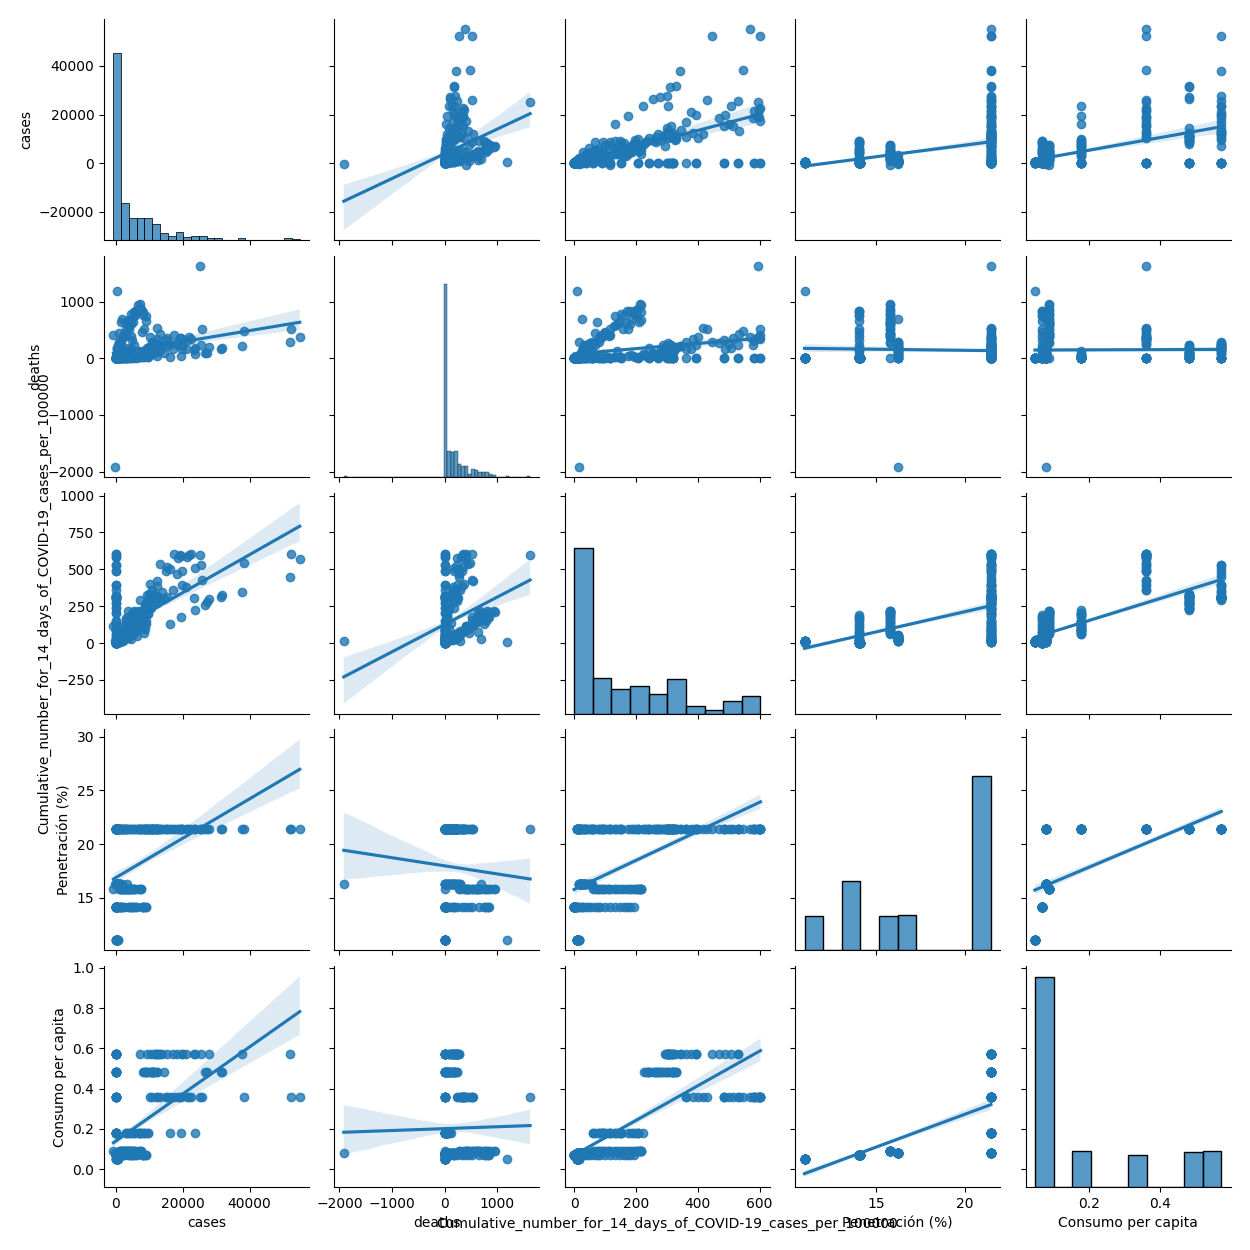 cases
40000
20000
0
−20000
deaths
1000
0
−1000
−2000
Cumulative_number_for_14_days_of_COVID-19_cases_per_100000
1000
750
500
250
0
−250
Penetración (%)
30
25
20
15
Consumo per capita
1.0
0.8
0.6
0.4
0.2
0.0
0 20000 40000
−2000 −1000 0 1000
0 200 400 600
15 20
0.2 0.4
cases
deaths
Cumulative_number_for_14_days_of_COVID-19_cases_per_100000
Penetración (%)
Consumo per capita